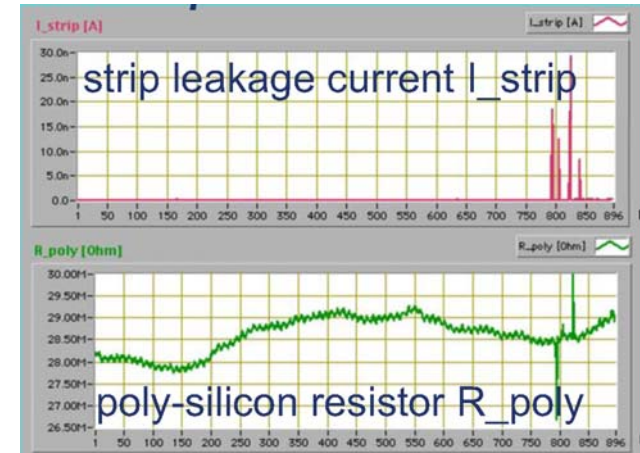 I_strip [A]
I_strip [A]
30.0n
strip leakage current I_strip
25.0n
20.0n
15.0n
10.0n
5.0n
0.0
1 50 100 150 200 250 300 350 400 450 500 550 600 650 700 750 800 850 896
R_poly [Ohm]
R_poly [Ohm]
30.00M
29.50M
29.00M
28.50M
28.00M
27.50M
27.00M
poly-silicon resistor R_poly
26.50M
1 50 100 150 200 250 300 350 400 450 500 550 600 650 700 750 800 850 896